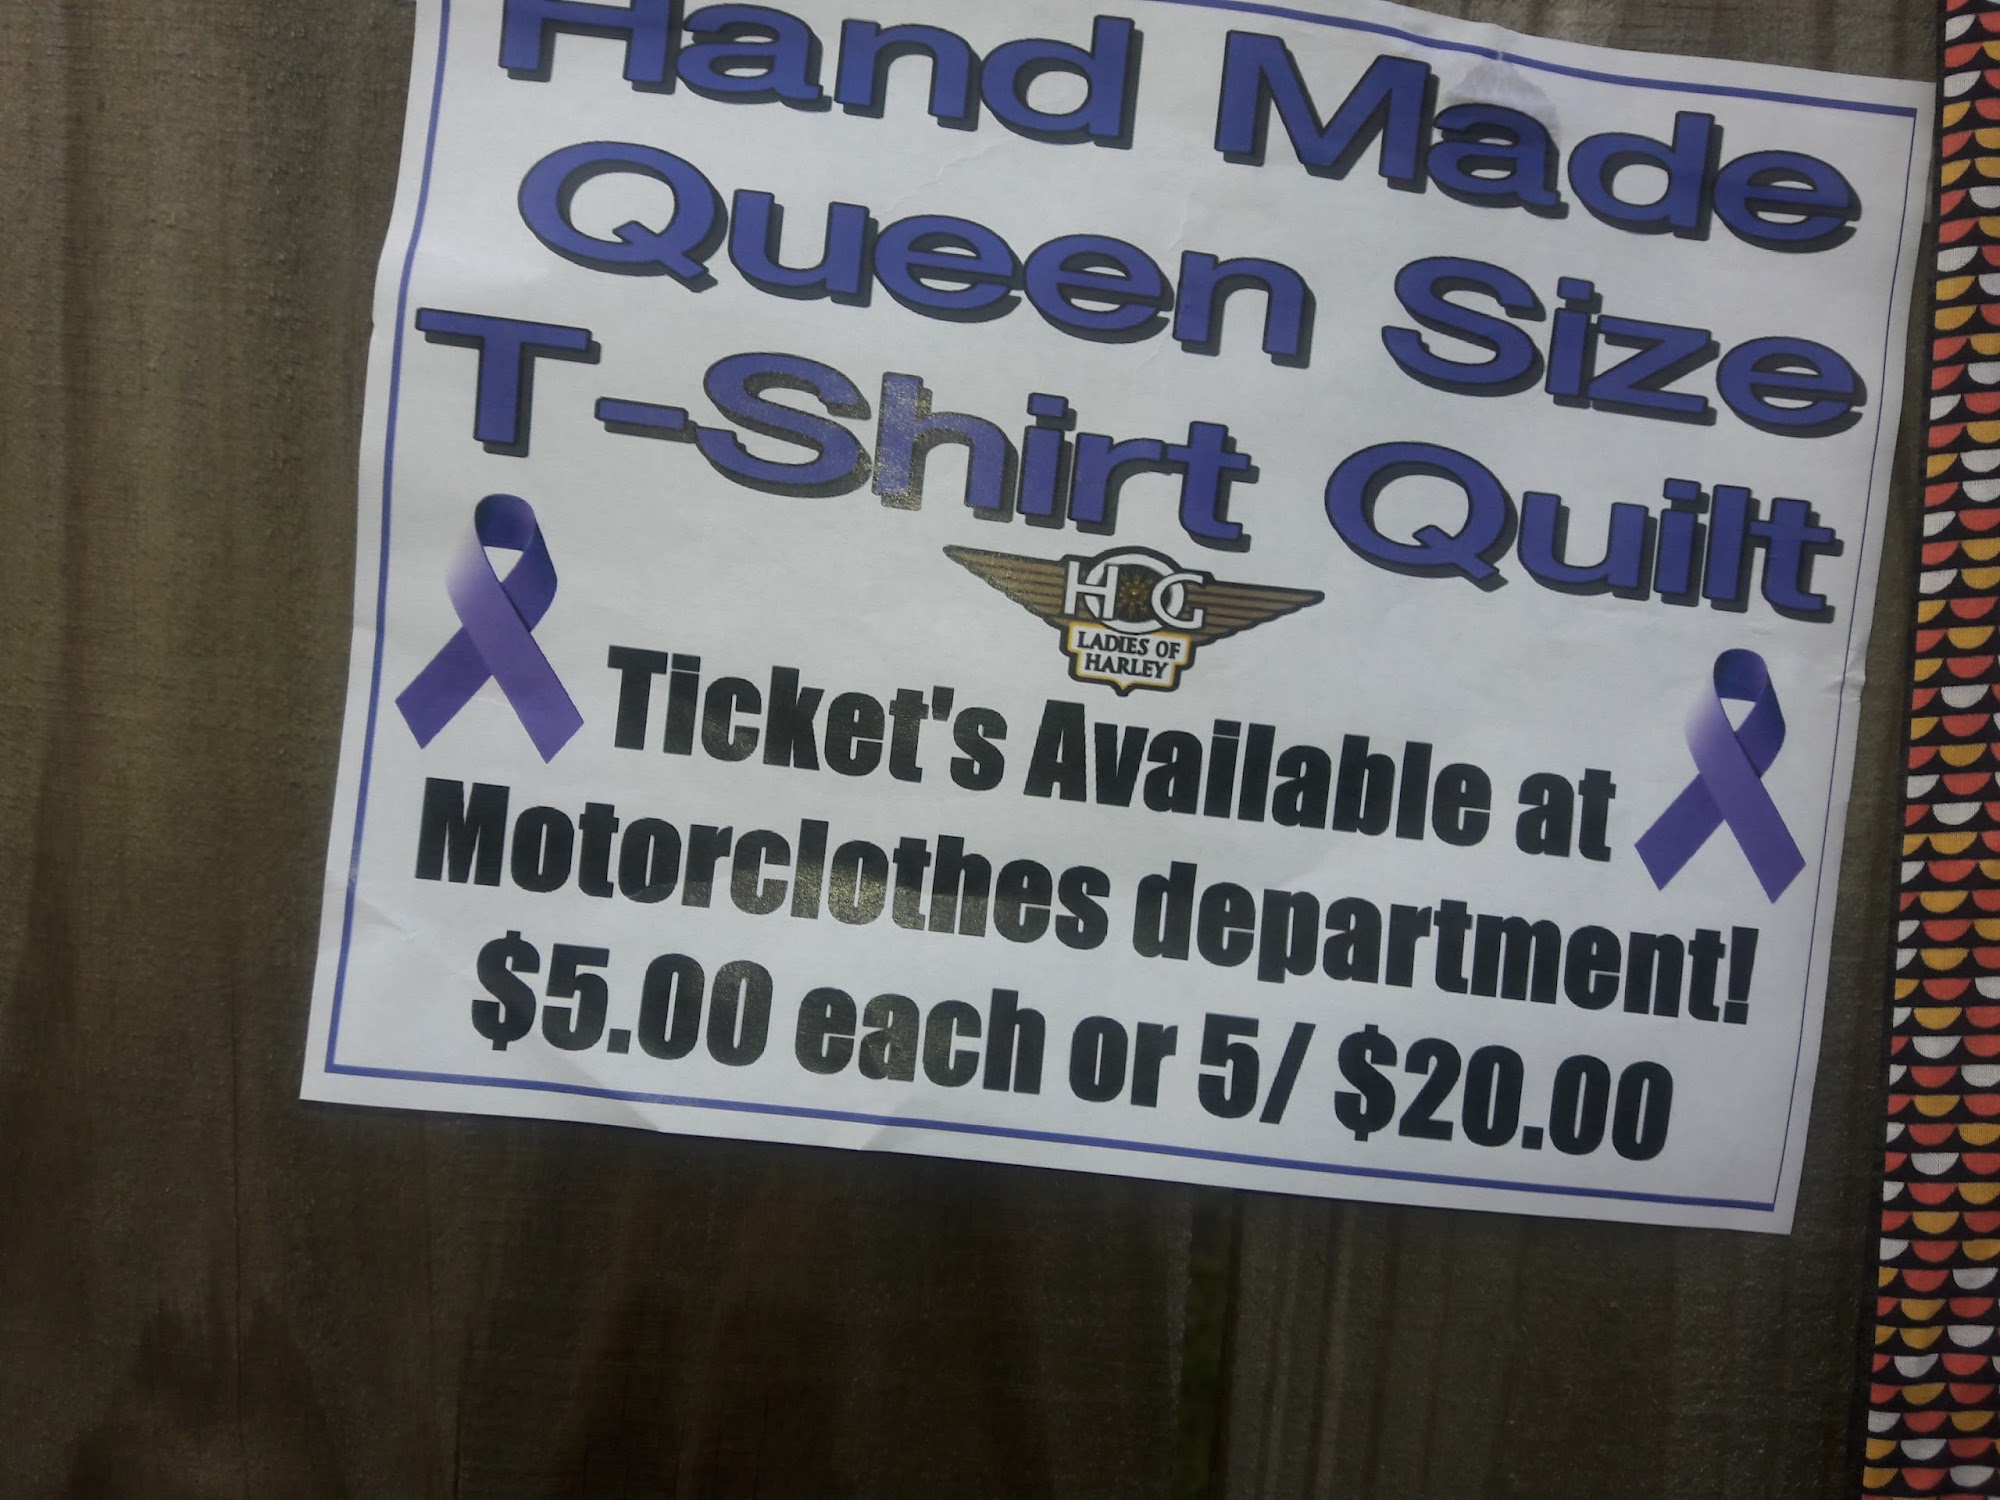 Hand Made
Queen Size
T-Shirt Quilt
HOG
LADIES OF
HARLEY
Ticket's Available at
Motorclothes department!
$5.00 each or 5/ $20.00